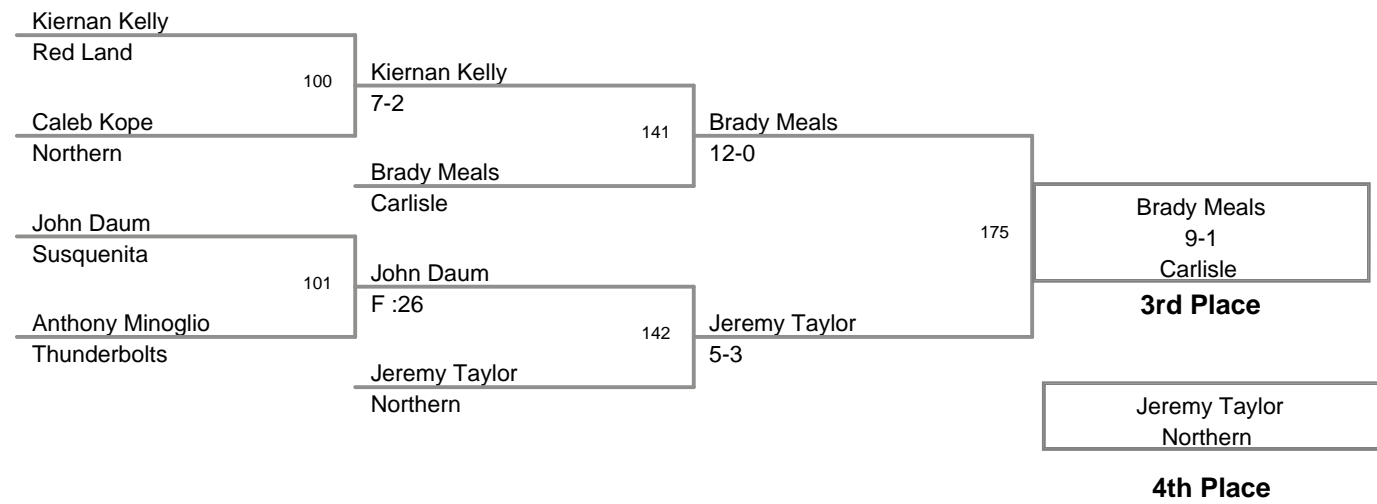 Kiernan Kelly
Red Land
100
Kiernan Kelly
7-2
Caleb Kope
Northern
141
Brady Meals
12-0
Brady Meals
Carlisle
John Daum
Susquenita
175
Brady Meals
9-1
Carlisle
3rd Place
101
John Daum
F :26
Anthony Minoglio
Thunderbolts
142
Jeremy Taylor
5-3
Jeremy Taylor
Northern
Jeremy Taylor
Northern
4th Place